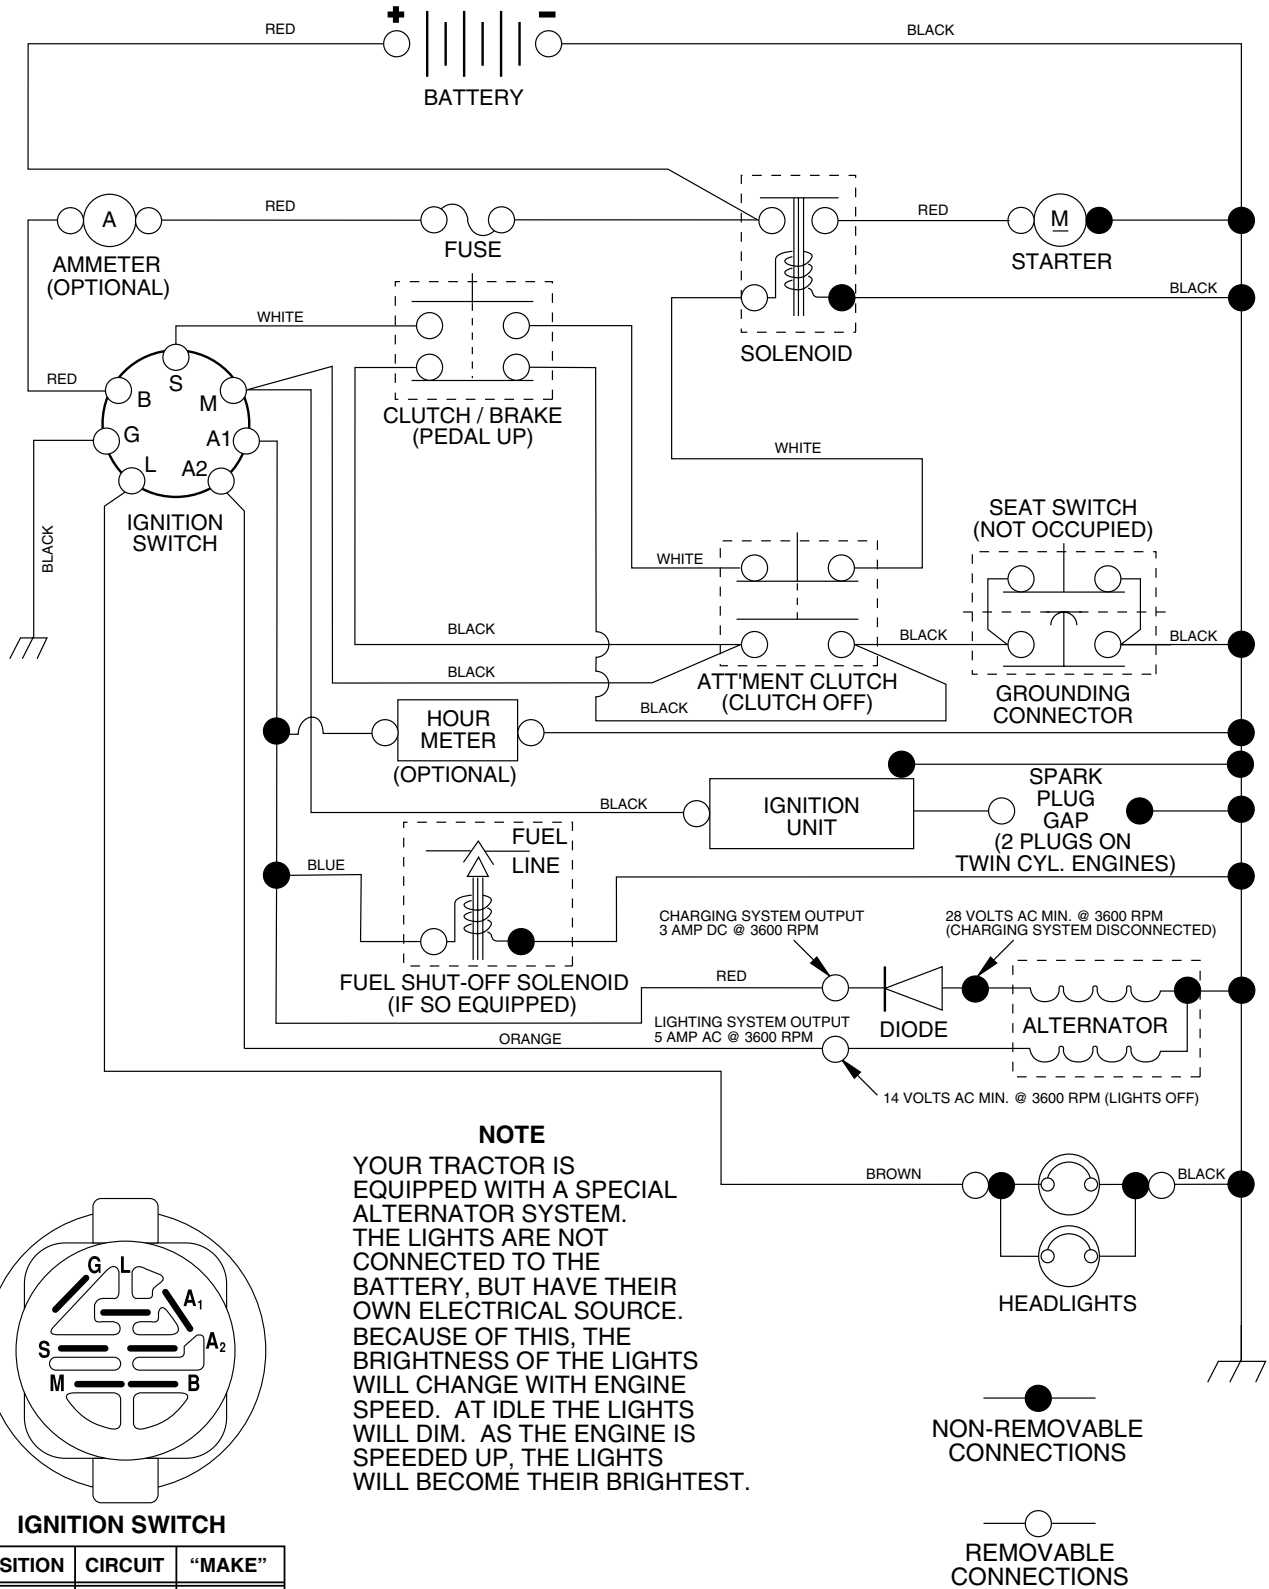 +
-
RED
BLACK
BATTERY
A
RED
RED
M
FUSE
STARTER
AMMETER
(OPTIONAL)
BLACK
WHITE
SOLENOID
RED
S
B
M
CLUTCH / BRAKE
(PEDAL UP)
G
A1
L
A2
WHITE
IGNITION
SWITCH
BLACK
SEAT SWITCH
(NOT OCCUPIED)
WHITE
BLACK
BLACK
BLACK
BLACK
ATT'MENT CLUTCH
(CLUTCH OFF)
GROUNDING
CONNECTOR
BLACK
HOUR
METER
(OPTIONAL)
BLACK
IGNITION
UNIT
SPARK
PLUG
GAP
(2 PLUGS ON
TWIN CYL. ENGINES)
FUEL
LINE
BLUE
CHARGING SYSTEM OUTPUT
3 AMP DC @ 3600 RPM
28 VOLTS AC MIN. @ 3600 RPM
(CHARGING SYSTEM DISCONNECTED)
FUEL SHUT-OFF SOLENOID
(IF SO EQUIPPED)
RED
DIODE
ALTERNATOR
LIGHTING SYSTEM OUTPUT
5 AMP AC @ 3600 RPM
ORANGE
14 VOLTS AC MIN. @ 3600 RPM (LIGHTS OFF)
NOTE
YOUR TRACTOR IS
EQUIPPED WITH A SPECIAL
ALTERNATOR SYSTEM.
THE LIGHTS ARE NOT
CONNECTED TO THE
BATTERY, BUT HAVE THEIR
OWN ELECTRICAL SOURCE.
BECAUSE OF THIS, THE
BRIGHTNESS OF THE LIGHTS
WILL CHANGE WITH ENGINE
SPEED. AT IDLE THE LIGHTS
WILL DIM. AS THE ENGINE IS
SPEEDED UP, THE LIGHTS
WILL BECOME THEIR BRIGHTEST.
BROWN
BLACK
HEADLIGHTS
G
L
A1
A2
S
M
B
IGNITION SWITCH
SITION CIRCUIT "MAKE"
NON-REMOVABLE
CONNECTIONS
REMOVABLE
CONNECTIONS